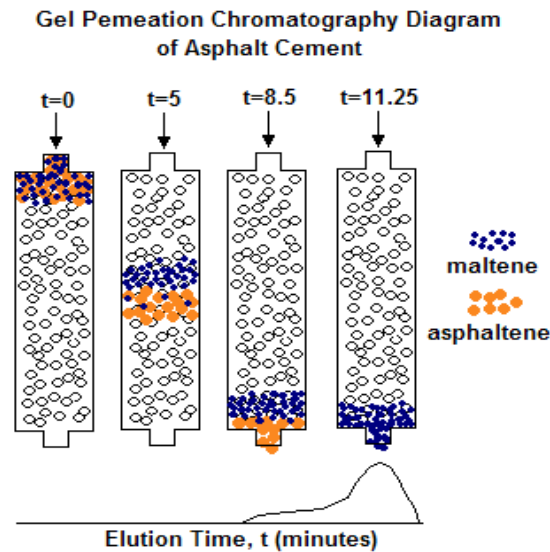 Gel Pemeation Chromatography Diagram
of Asphalt Cement
t=0 t=5 t=8.5 t=11.25
maltene
asphaltene
Elution Time, t (minutes)